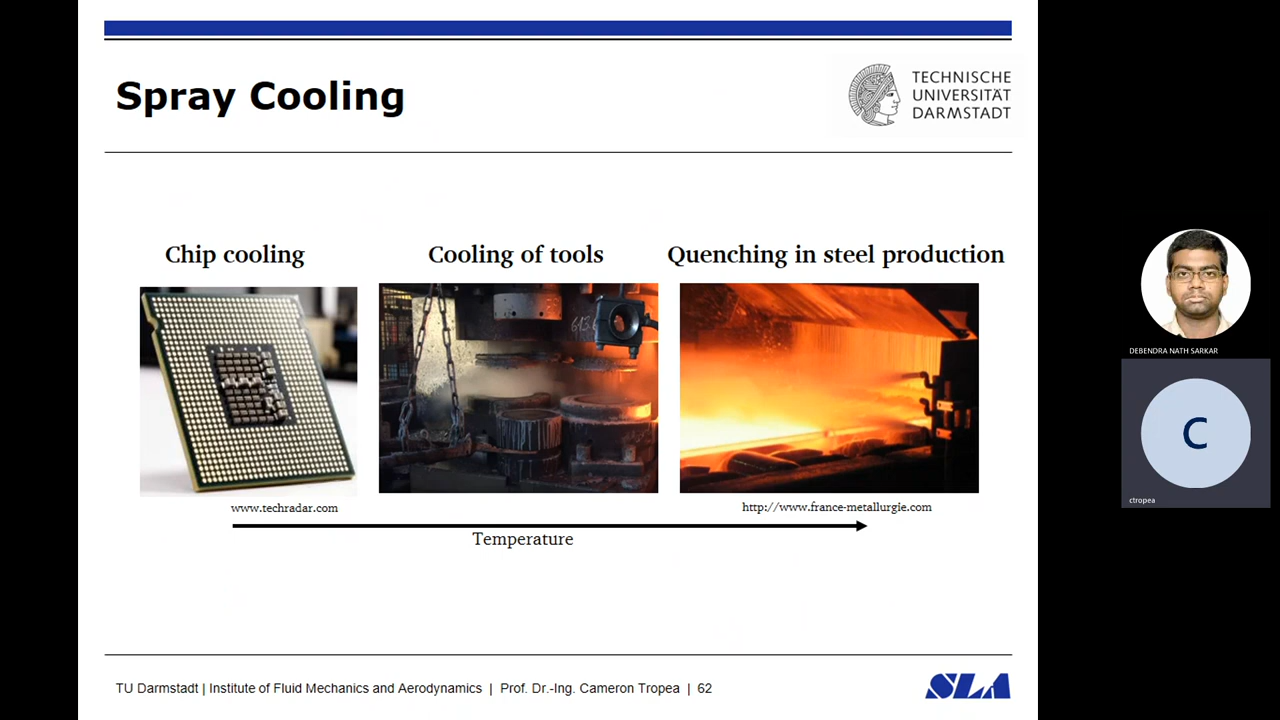 Spray Cooling
TECHNISCHE
UNIVERSITÄT
DARMSTADT
Chip cooling
Cooling of tools
Quenching in steel production
www.techradar.com
http://www.france-metallurgie.com
Temperature
TU Darmstadt | Institute of Fluid Mechanics and Aerodynamics | Prof. Dr.-Ing. Cameron Tropea | 62
SLA
DEBENDRA NATH SARKAR
C
ctropea